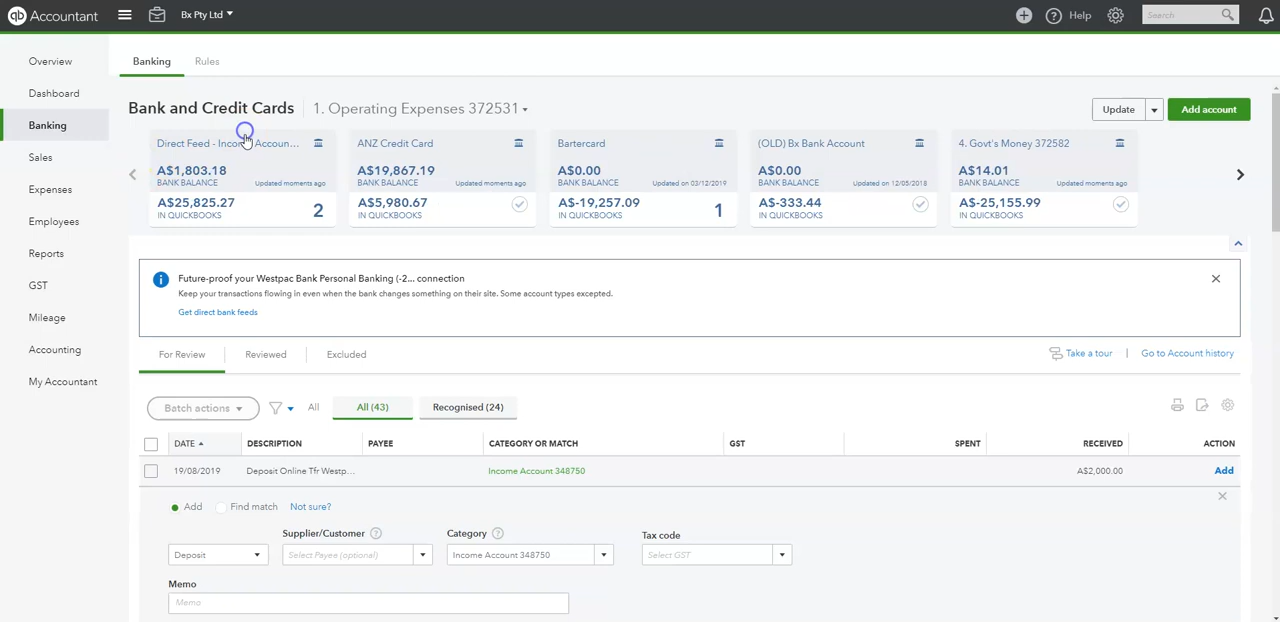 qb Accountant Bx Pty Ltd Help Search
Overview
Dashboard
Banking
Sales
Expenses
Employees
Reports
GST
Mileage
Accounting
My Accountant
Banking Rules
Bank and Credit Cards 1. Operating Expenses 372531 Update Add account
Direct Feed - Income Accoun...
A$1,803.18
BANK BALANCE Updated moments ago
A$25,825.27 2
IN QUICKBOOKS
ANZ Credit Card
A$19,867.19
BANK BALANCE Updated moments ago
A$5,980.67
IN QUICKBOOKS
Bartercard
A$0.00
BANK BALANCE Updated on 03/12/2019
A$-19,257.09 1
IN QUICKBOOKS
(OLD) Bx Bank Account
A$0.00
BANK BALANCE Updated on 12/05/2018
A$-333.44
IN QUICKBOOKS
4. Govt's Money 372582
A$14.01
BANK BALANCE Updated moments ago
A$-25,155.99
IN QUICKBOOKS
Future-proof your Westpac Bank Personal Banking (-2... connection
Keep your transactions flowing in even when the bank changes something on their site. Some account types excepted.
Get direct bank feeds
For Review Reviewed Excluded Take a tour | Go to Account history
Batch actions All All (43) Recognised (24)
DATE DESCRIPTION PAYEE CATEGORY OR MATCH GST SPENT RECEIVED ACTION
19/08/2019 Deposit Online Tfr Westp... Income Account 348750 A$2,000.00 Add
Add Find match Not sure?
Supplier/Customer Category Tax code
Deposit Select Payee (optional) Income Account 348750 Select GST
Memo
Memo